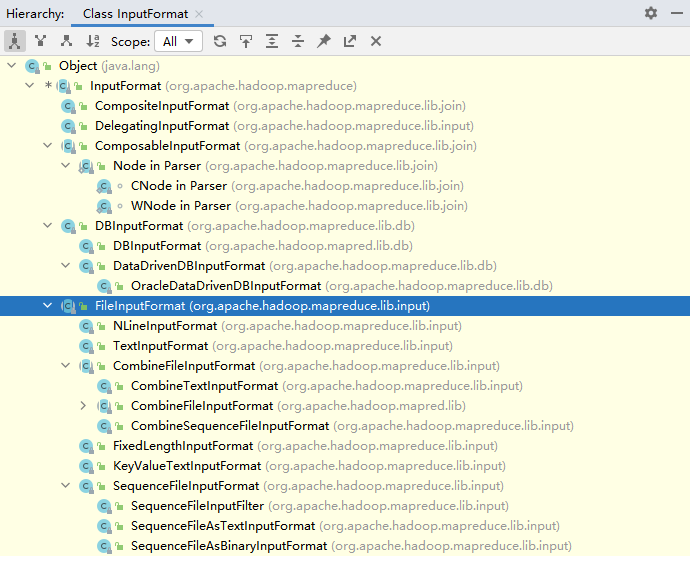 Hierarchy: Class InputFormat
Scope: All
Object (java.lang)
* InputFormat (org.apache.hadoop.mapreduce)
CompositeInputFormat (org.apache.hadoop.mapreduce.lib.join)
DelegatingInputFormat (org.apache.hadoop.mapreduce.lib.input)
ComposableInputFormat (org.apache.hadoop.mapreduce.lib.join)
Node in Parser (org.apache.hadoop.mapreduce.lib.join)
CNode in Parser (org.apache.hadoop.mapreduce.lib.join)
WNode in Parser (org.apache.hadoop.mapreduce.lib.join)
DBInputFormat (org.apache.hadoop.mapreduce.lib.db)
DBInputFormat (org.apache.hadoop.mapred.lib.db)
DataDrivenDBInputFormat (org.apache.hadoop.mapreduce.lib.db)
OracleDataDrivenDBInputFormat (org.apache.hadoop.mapreduce.lib.db)
FileInputFormat (org.apache.hadoop.mapreduce.lib.input)
NLineInputFormat (org.apache.hadoop.mapreduce.lib.input)
TextInputFormat (org.apache.hadoop.mapreduce.lib.input)
CombineFileInputFormat (org.apache.hadoop.mapreduce.lib.input)
CombineTextInputFormat (org.apache.hadoop.mapreduce.lib.input)
CombineFileInputFormat (org.apache.hadoop.mapred.lib)
CombineSequenceFileInputFormat (org.apache.hadoop.mapreduce.lib.input)
FixedLengthInputFormat (org.apache.hadoop.mapreduce.lib.input)
KeyValueTextInputFormat (org.apache.hadoop.mapreduce.lib.input)
SequenceFileInputFormat (org.apache.hadoop.mapreduce.lib.input)
SequenceFileInputFilter (org.apache.hadoop.mapreduce.lib.input)
SequenceFileAsTextInputFormat (org.apache.hadoop.mapreduce.lib.input)
SequenceFileAsBinaryInputFormat (org.apache.hadoop.mapreduce.lib.input)